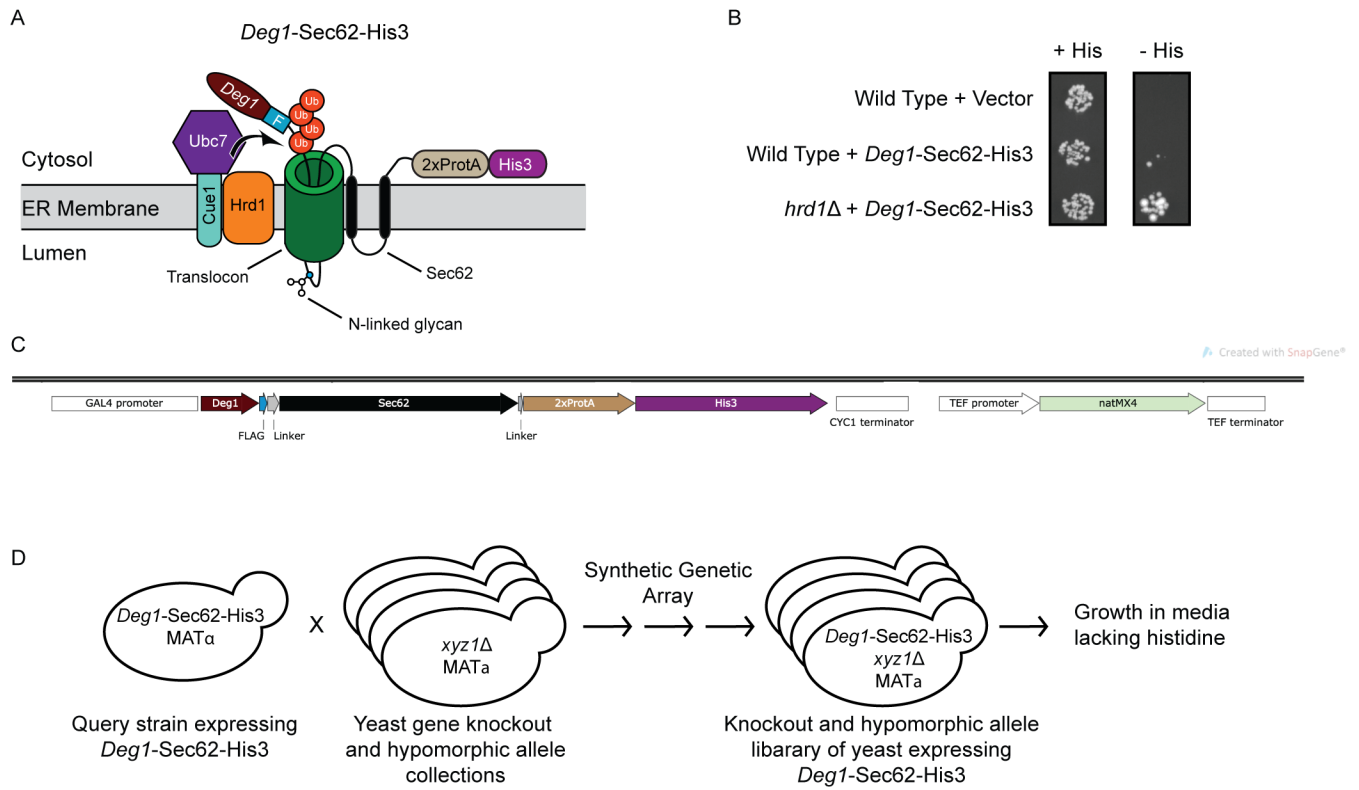 A
Deg1-Sec62-His3
Deg1
F
Ub
Ub
Ub
Ub
Ubc7
Cytosol
2xProtA
His3
ER Membrane
Cue1
Hrd1
Lumen
Translocon
Sec62
N-linked glycan
B
+ His
- His
Wild Type + Vector
Wild Type + Deg1-Sec62-His3
hrd1Δ + Deg1-Sec62-His3
C
Created with SnapGene®
GAL4 promoter
Deg1
Sec62
2xProtA
His3
TEF promoter
natMX4
FLAG
Linker
Linker
CYC1 terminator
TEF terminator
D
Deg1-Sec62-His3
MATα
X
xyz1Δ
MATa
Synthetic Genetic
Array
Deg1-Sec62-His3
xyz1Δ
MATa
Growth in media
lacking histidine
Query strain expressing
Deg1-Sec62-His3
Yeast gene knockout
and hypomorphic allele
collections
Knockout and hypomorphic allele
libarary of yeast expressing
Deg1-Sec62-His3